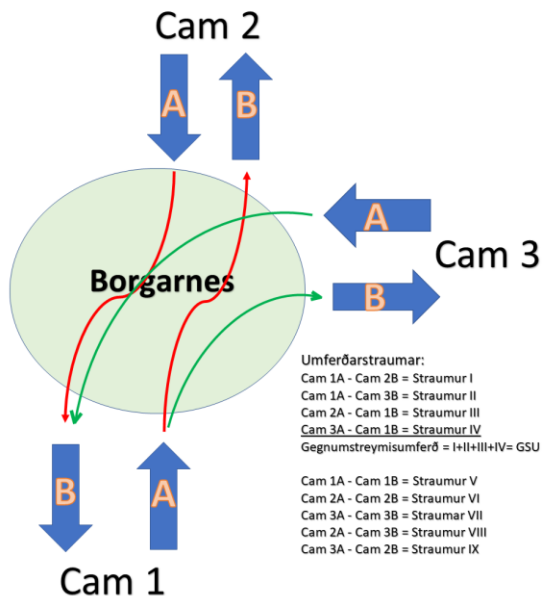 Cam 2
A
B
A
Cam 3
Borgarnes
B
Umferðarstraumar:
Cam 1A - Cam 2B = Straumur I
Cam 1A - Cam 3B = Straumur II
Cam 2A - Cam 1B = Straumur III
Cam 3A - Cam 1B = Straumur IV
Gegnumstreymisumferð = I+II+III+IV= GSU
Cam 1A - Cam 1B = Straumur V
Cam 2A - Cam 2B = Straumur VI
Cam 3A - Cam 3B = Straumar VII
Cam 2A - Cam 3B = Straumur VIII
Cam 3A - Cam 2B = Straumur IX
B
A
Cam 1